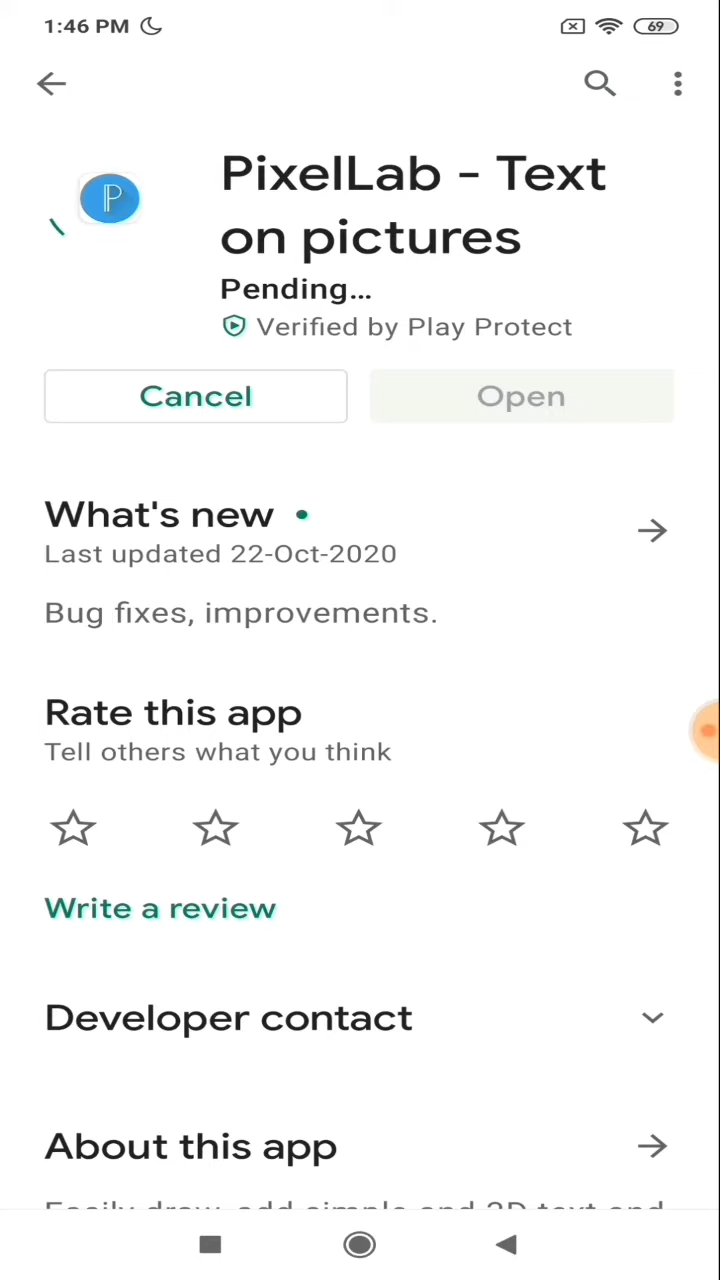 1:46 PM
69
P
PixelLab - Text
on pictures
Pending...
Verified by Play Protect
Cancel
Open
What's new
Last updated 22-Oct-2020
Bug fixes, improvements.
Rate this app
Tell others what you think
Write a review
Developer contact
About this app
Easily draw, add simple and 3D text and